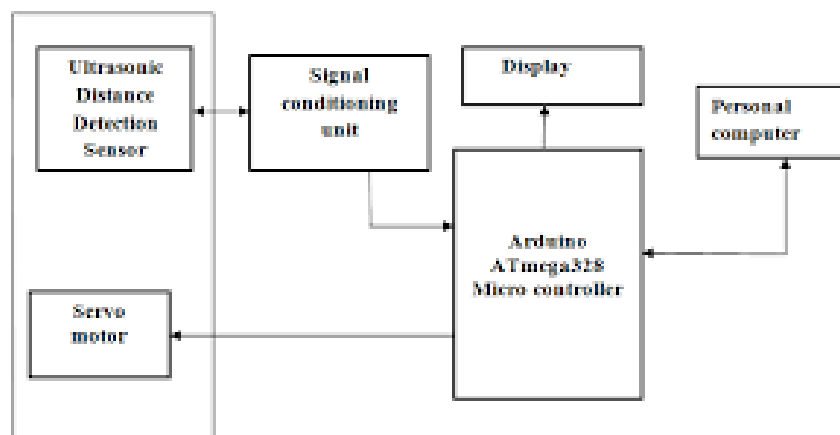 Ultrasonic
Distance
Detection
Sensor
Signal
conditioning
unit
Display
Personal
computer
Arduino
ATmega328
Micro controller
Servo
motor